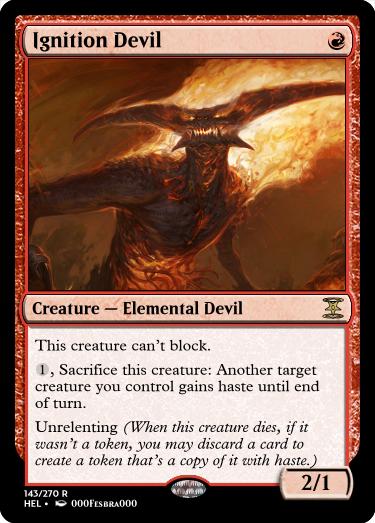 Ignition Devil
Creature — Elemental Devil
This creature can't block.
1, Sacrifice this creature: Another target
creature you control gains haste until end
of turn.
Unrelenting (When this creature dies, if it
wasn't a token, you may discard a card to
create a token that's a copy of it with haste.)
2/1
143/270 R
HEL • 000FESBRA000